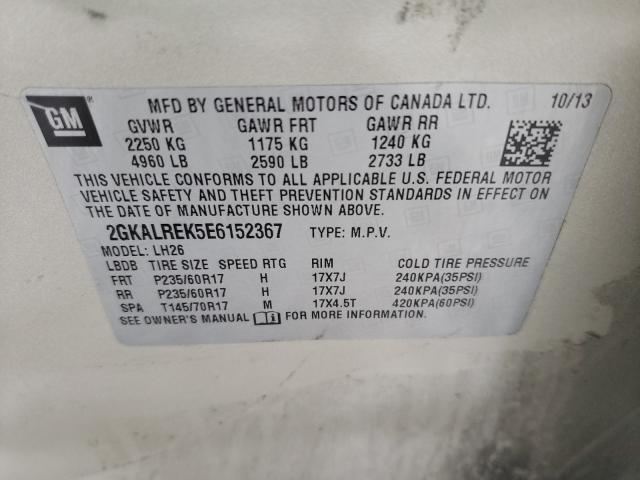 GM
MFD BY GENERAL MOTORS OF CANADA LTD. 10/13
GVWR GAWR FRT GAWR RR
2250 KG 1175 KG 1240 KG
4960 LB 2590 LB 2733 LB
THIS VEHICLE CONFORMS TO ALL APPLICABLE U.S. FEDERAL MOTOR
VEHICLE SAFETY AND THEFT PREVENTION STANDARDS IN EFFECT ON
THE DATE OF MANUFACTURE SHOWN ABOVE.
2GKALREK5E6152367 TYPE: M.P.V.
MODEL: LH26
LBDB TIRE SIZE SPEED RTG RIM COLD TIRE PRESSURE
FRT P235/60R17 H 17X7J 240KPA(35PSI)
RR P235/60R17 H 17X7J 240KPA(35PSI)
SPA T145/70R17 M 17X4.5T 420KPA(60PSI)
SEE OWNER'S MANUAL FOR MORE INFORMATION.